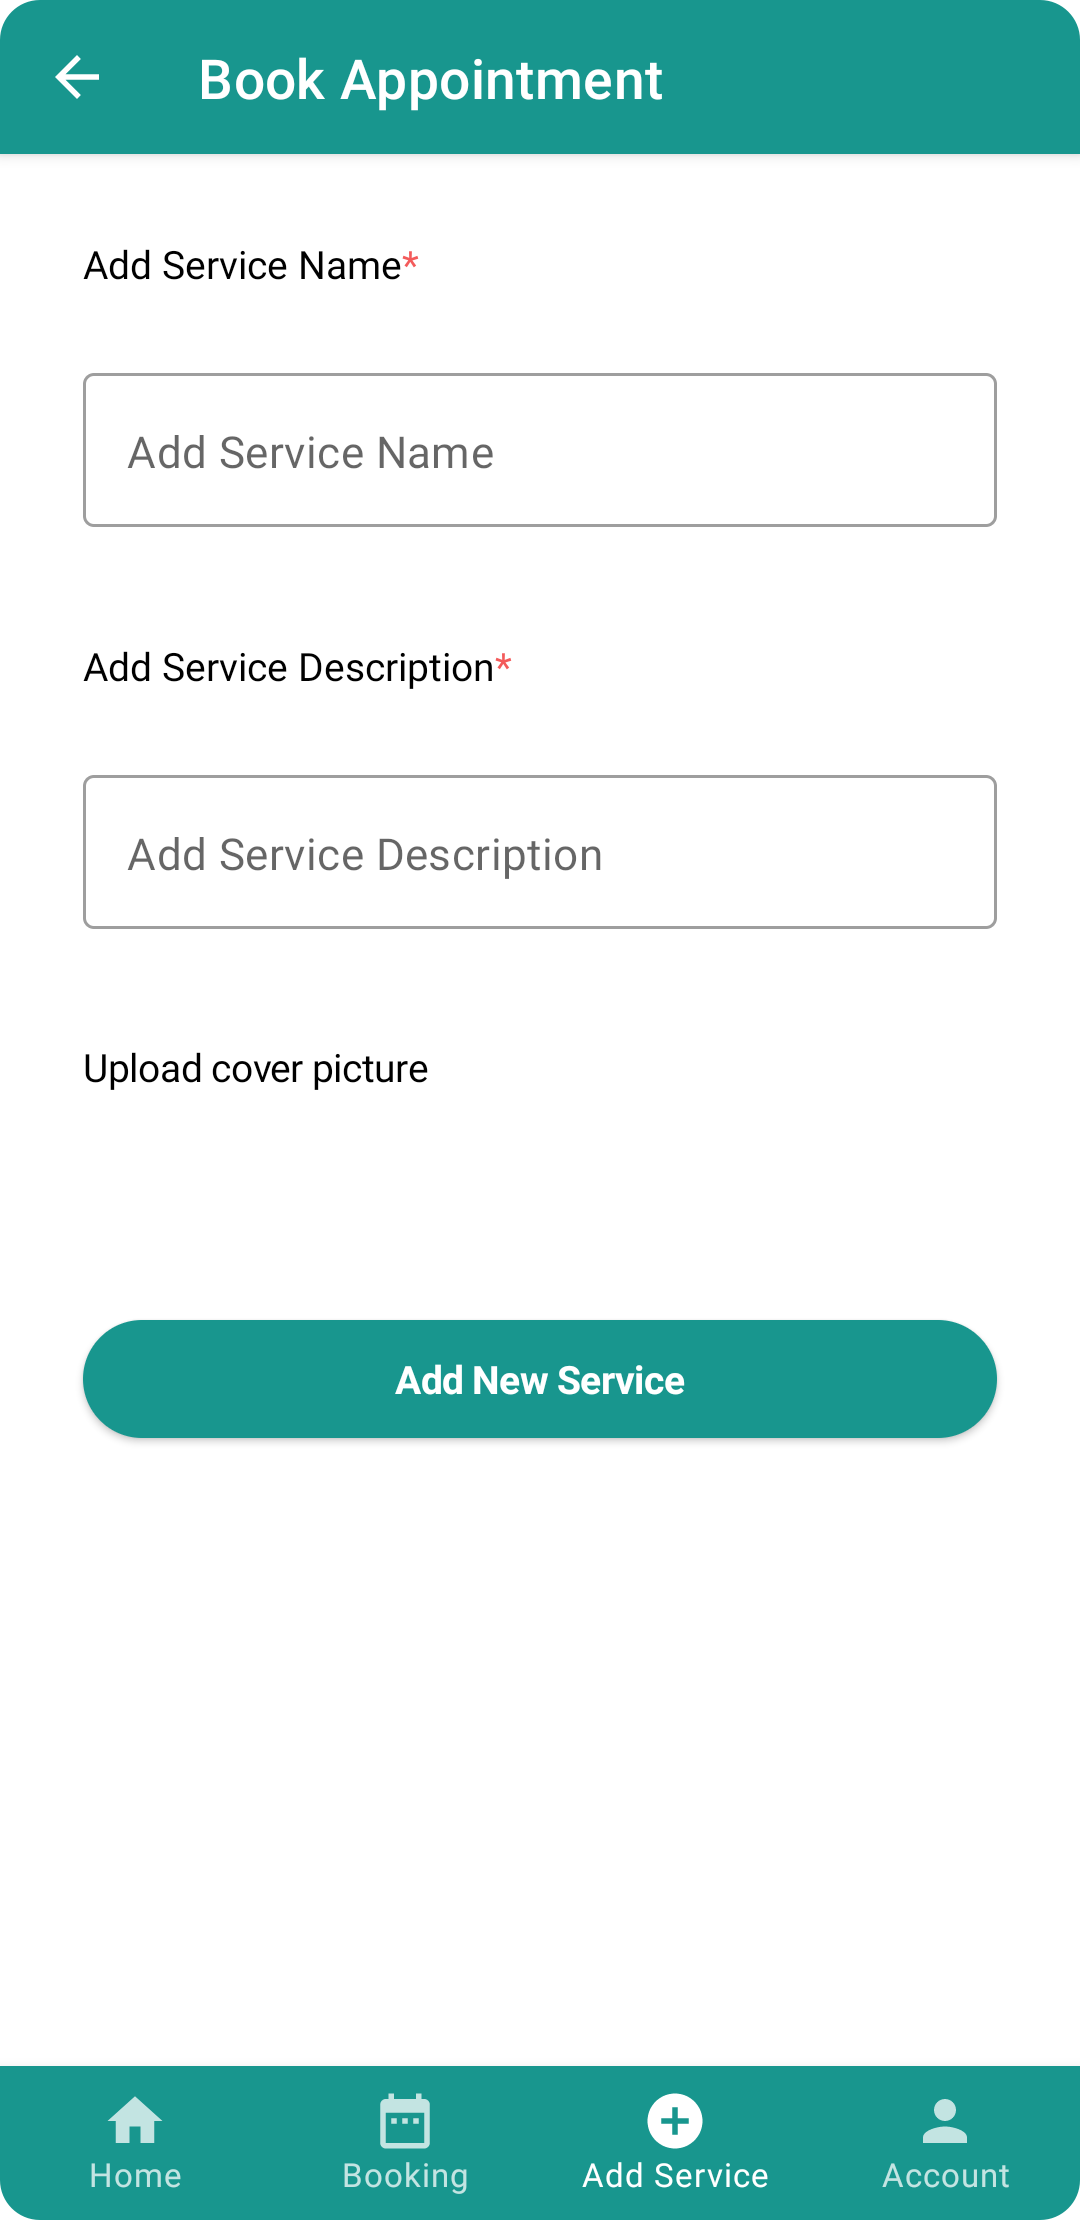 Book Appointment
Add Service Name*
Add Service Name
Add Service Description*
Add Service Description
Upload cover picture
Add New Service
Home
Booking
Add Service
Account